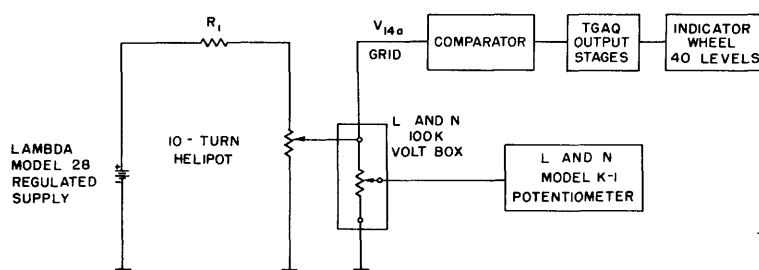 R1
V14a
GRID
COMPARATOR
TGAQ
OUTPUT
STAGES
INDICATOR
WHEEL
40 LEVELS
LAMBDA
MODEL 28
REGULATED
SUPPLY
+
10 - TURN
HELIPOT
L AND N
100K
VOLT BOX
L AND N
MODEL K-1
POTENTIOMETER